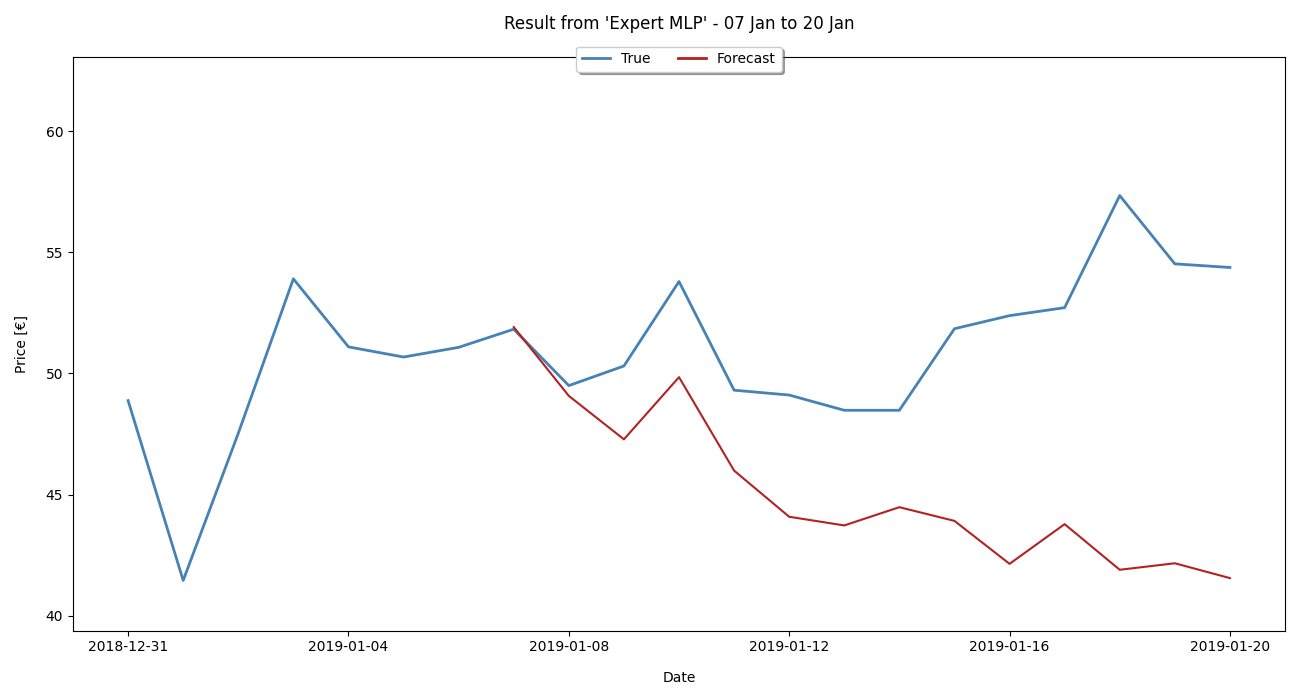 Result from 'Expert MLP' - 07 Jan to 20 Jan
True Forecast
60
55
50
45
40
Price [€]
2018-12-31 2019-01-04 2019-01-08 2019-01-12 2019-01-16 2019-01-20
Date